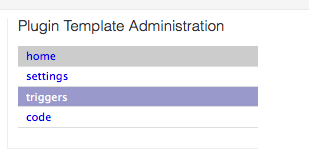 Plugin Template Administration
home
settings
triggers
code